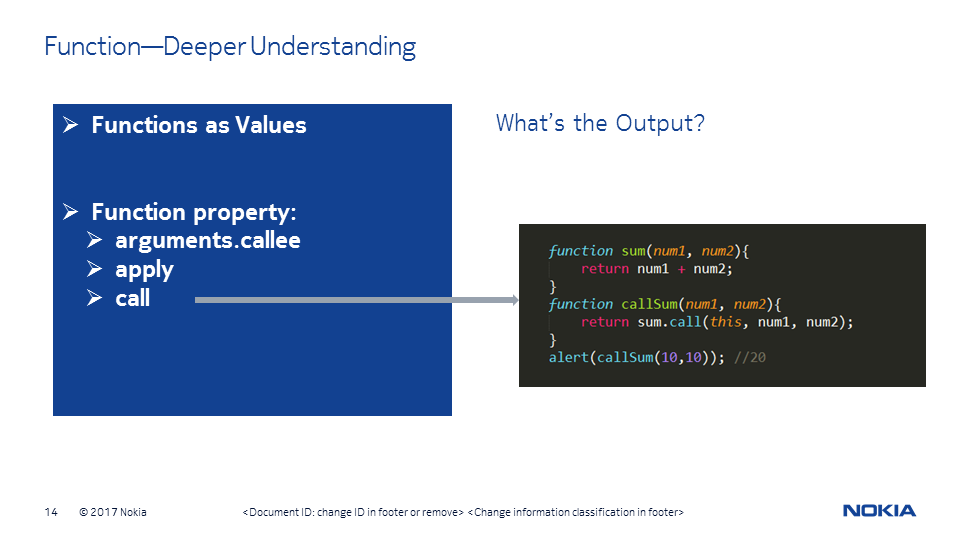 Function—Deeper Understanding
➢ Functions as Values
➢ Function property:
➢ arguments.callee
➢ apply
➢ call
What's the Output?
function sum(num1, num2){
    return num1 + num2;
}
function callSum(num1, num2){
    return sum.call(this, num1, num2);
}
alert(callSum(10,10)); //20
14 © 2017 Nokia <Document ID: change ID in footer or remove> <Change information classification in footer>
NOKIA